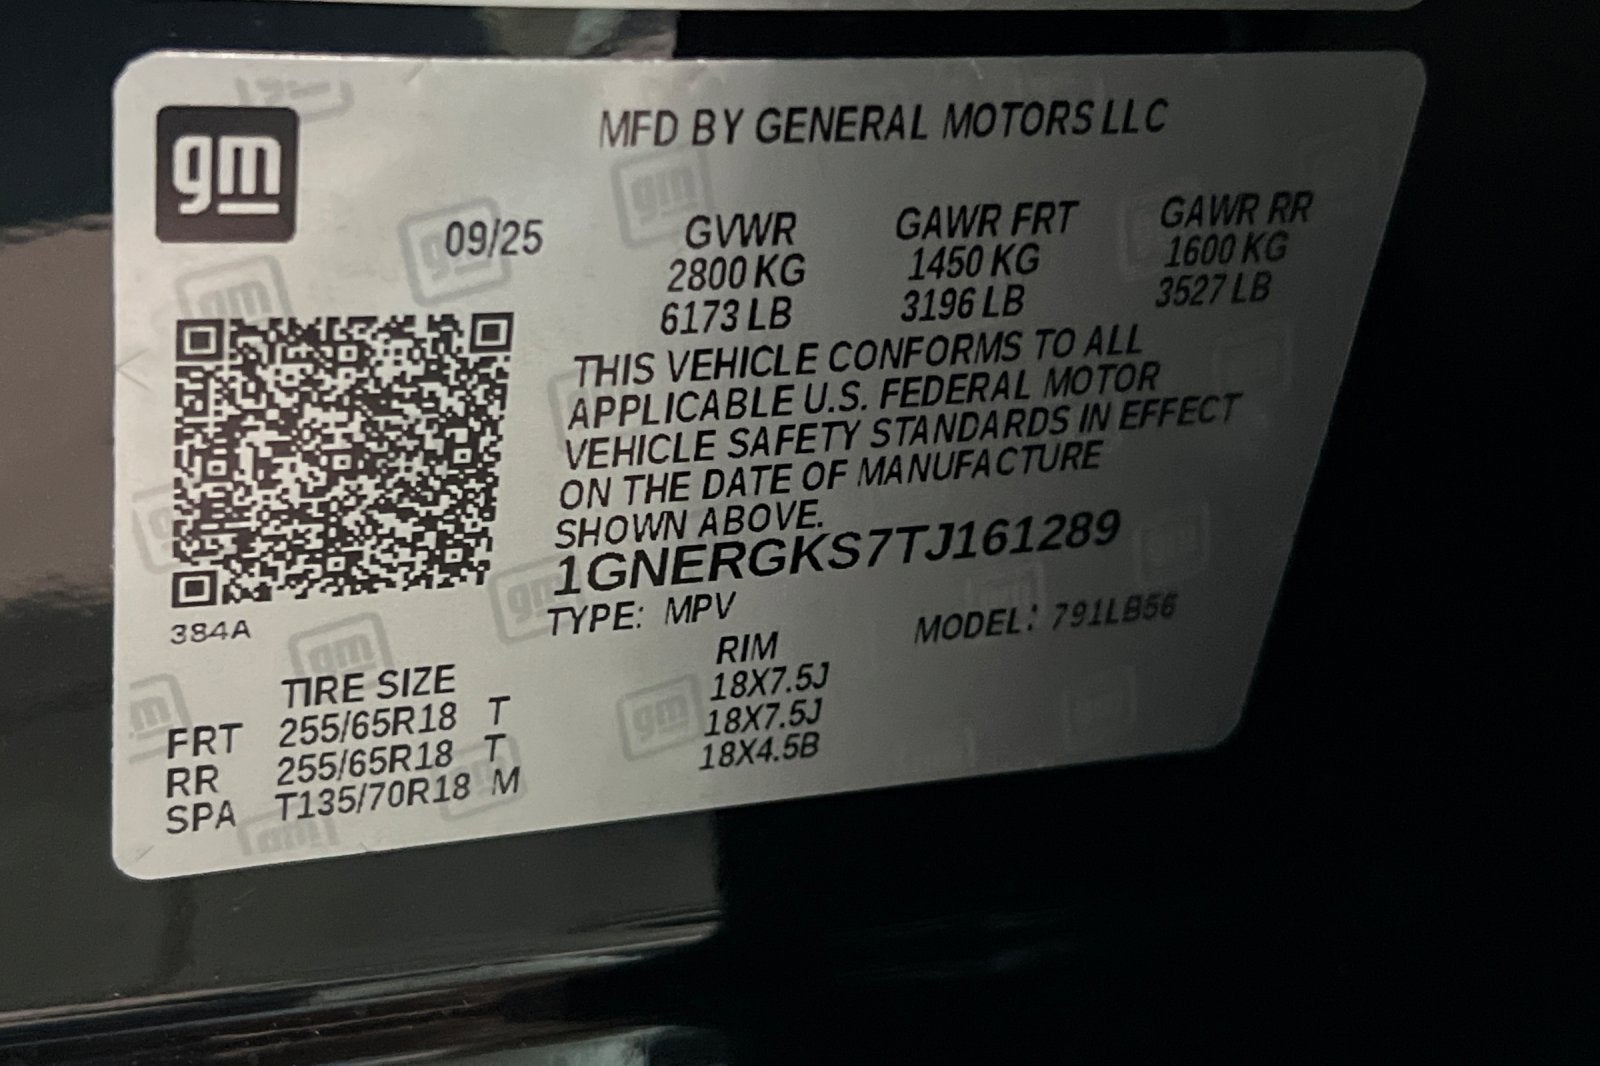 gm
MFD BY GENERAL MOTORS LLC
09/25
GVWR GAWR FRT GAWR RR
2800 KG 1450 KG 1600 KG
6173 LB 3196 LB 3527 LB
THIS VEHICLE CONFORMS TO ALL
APPLICABLE U.S. FEDERAL MOTOR
VEHICLE SAFETY STANDARDS IN EFFECT
ON THE DATE OF MANUFACTURE
SHOWN ABOVE.
1GNERGKS7TJ161289
TYPE: MPV MODEL: 791LB56
384A
TIRE SIZE RIM
FRT 255/65R18 T 18X7.5J
RR 255/65R18 T 18X7.5J
SPA T135/70R18 M 18X4.5B